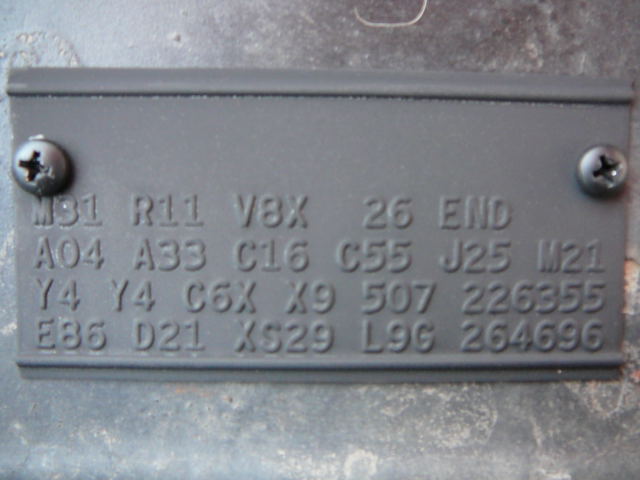 M31 R11 V8X 26 END
A04 A33 C16 C55 J25 M21
Y4 Y4 C6X X9 507 226355
E86 D21 XS29 L9G 264696